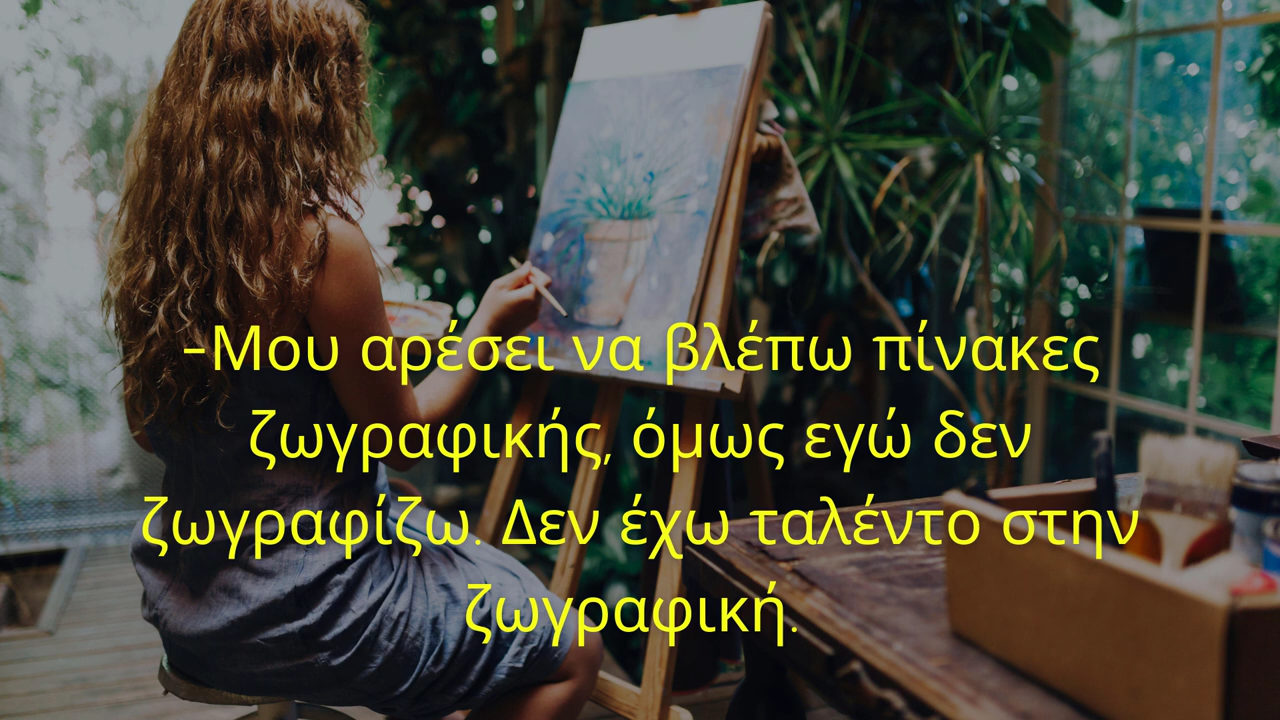 -Μου αρέσει να βλέπω πίνακες
ζωγραφικής, όμως εγώ δεν
ζωγραφίζω. Δεν έχω ταλέντο στην
ζωγραφική.